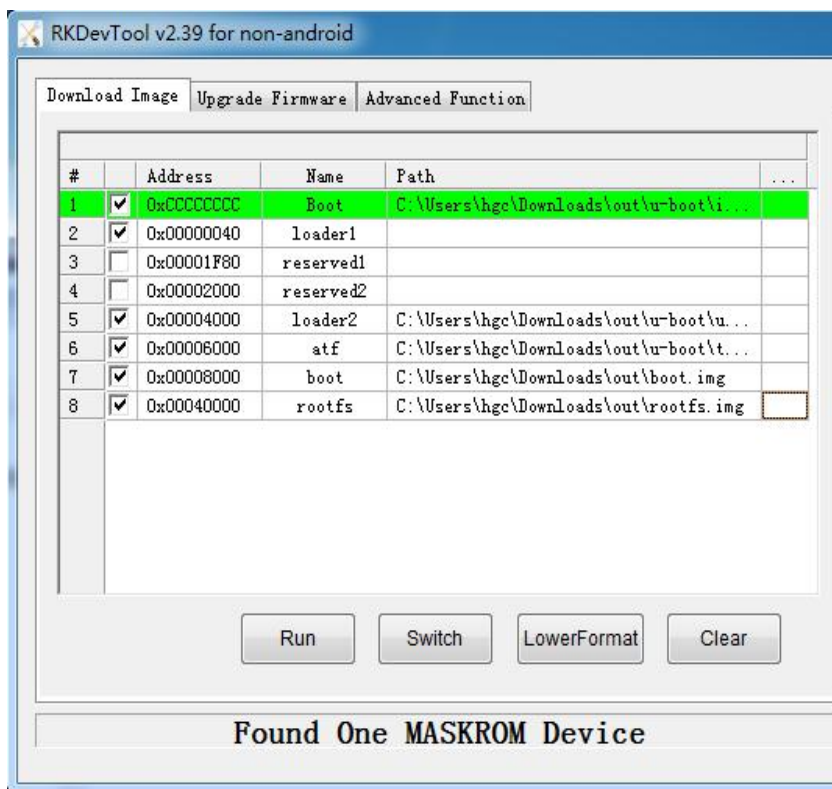 RKDevTool v2.39 for non-android
Download Image Upgrade Firmware Advanced Function
# Address Name Path ...
1 0xCCCCCCCC Boot C:\Users\hgc\Downloads\out\u-boot\i...
2 0x00000040 loader1
3 0x00001F80 reserved1
4 0x00002000 reserved2
5 0x00004000 loader2 C:\Users\hgc\Downloads\out\u-boot\u...
6 0x00006000 atf C:\Users\hgc\Downloads\out\u-boot\t...
7 0x00008000 boot C:\Users\hgc\Downloads\out\boot.img
8 0x00040000 rootfs C:\Users\hgc\Downloads\out\rootfs.img
Run Switch LowerFormat Clear
Found One MASKROM Device